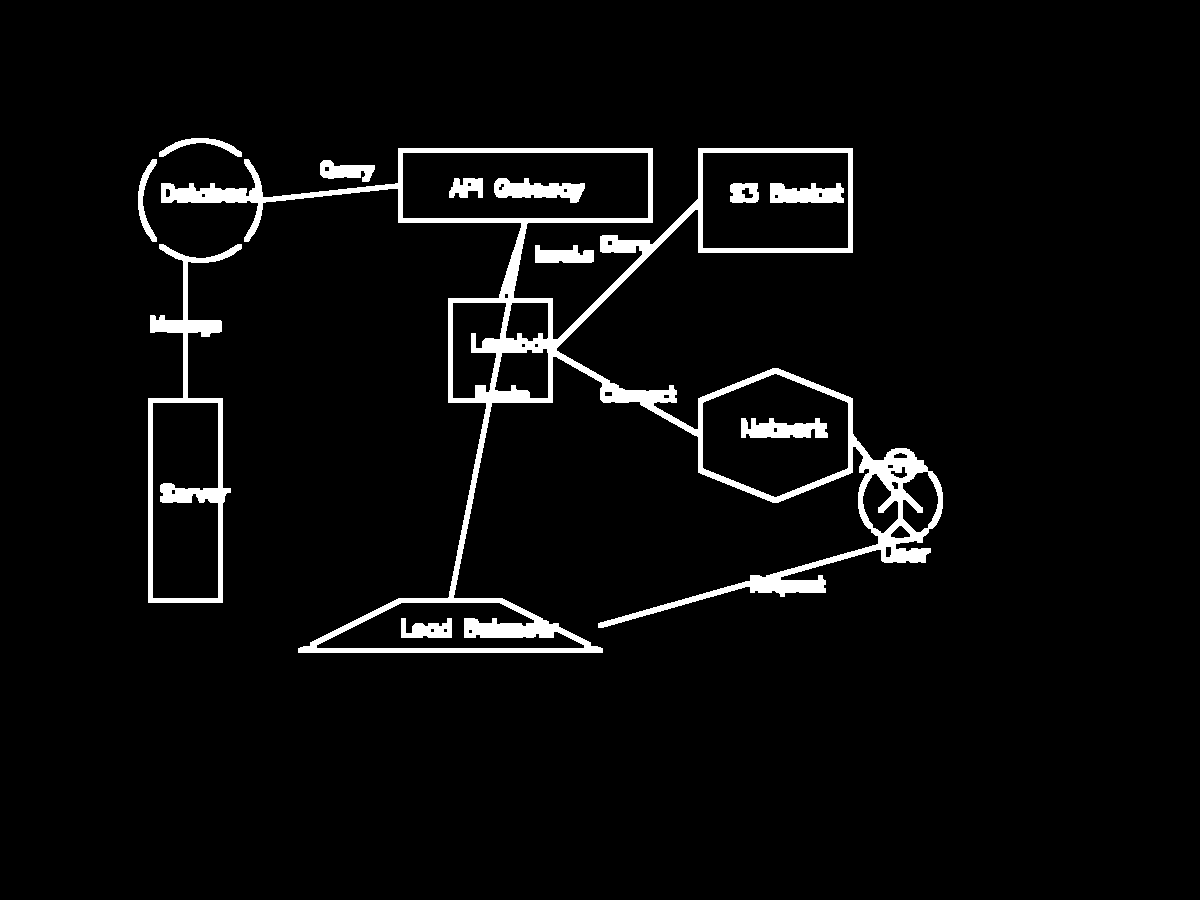 Query
Database
API Gateway
S3 Bucket
Invoke
Store
Manage
Lambda
Route
Connect
Network
Access
Server
User
Request
Load Balancer